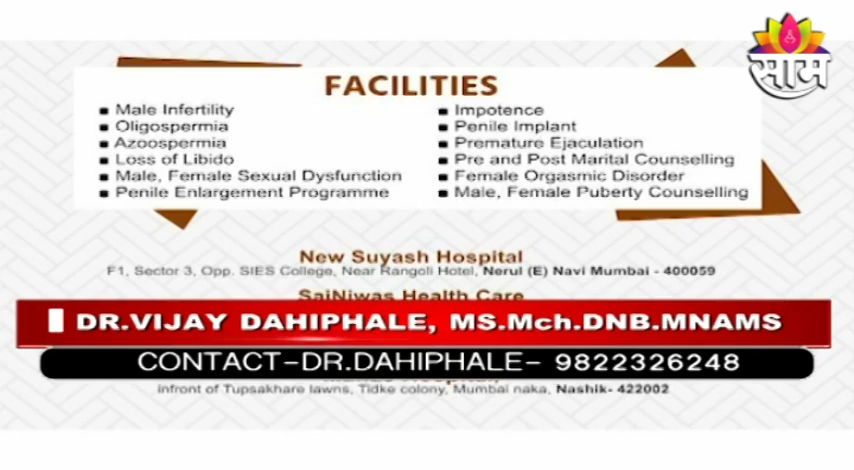 साम
FACILITIES
▪ Male Infertility
▪ Oligospermia
▪ Azoospermia
▪ Loss of Libido
▪ Male, Female Sexual Dysfunction
▪ Penile Enlargement Programme
▪ Impotence
▪ Penile Implant
▪ Premature Ejaculation
▪ Pre and Post Marital Counselling
▪ Female Orgasmic Disorder
▪ Male, Female Puberty Counselling
New Suyash Hospital
F1, Sector 3, Opp. SIES College, Near Rangoli Hotel, Nerul (E) Navi Mumbai - 400059
SaiNiwas Health Care
DR.VIJAY DAHIPHALE, MS.Mch.DNB.MNAMS
CONTACT-DR.DAHIPHALE- 9822326248
infront of Tupsakhare lawns, Tidke colony, Mumbai naka, Nashik- 422002